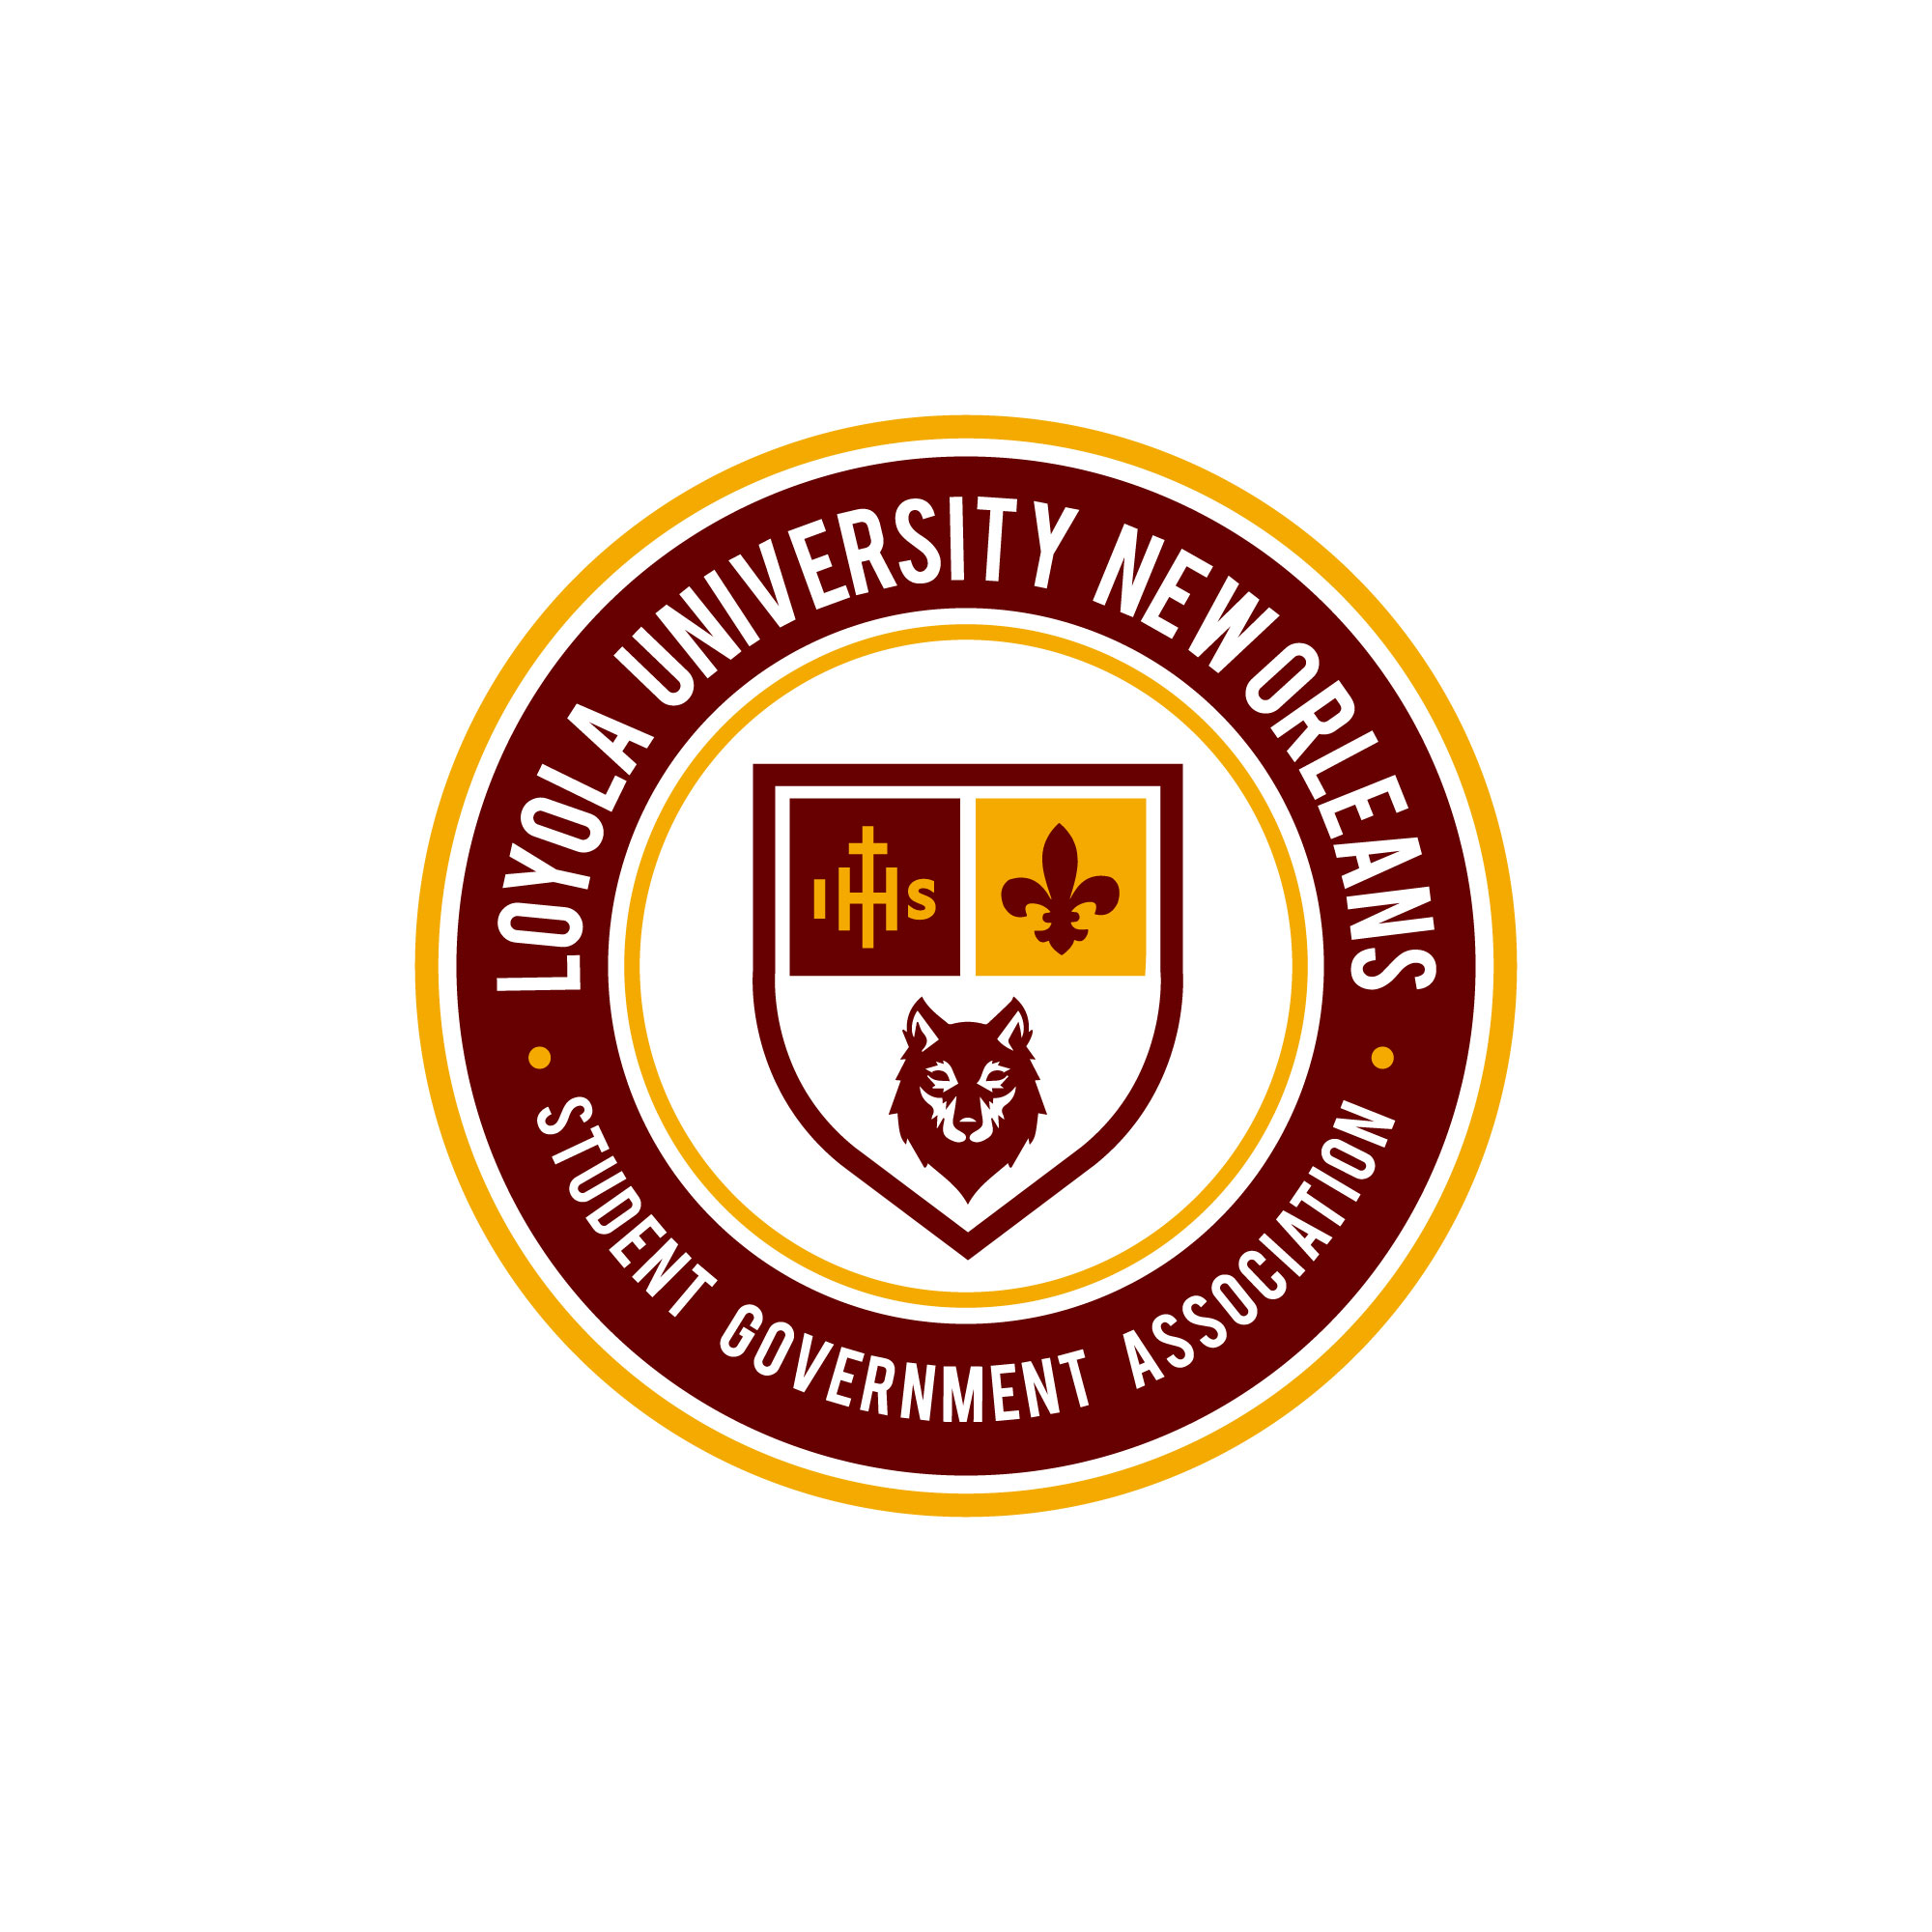 LOYOLA UNIVERSITY NEW ORLEANS
IHS
STUDENT GOVERNMENT ASSOCIATION